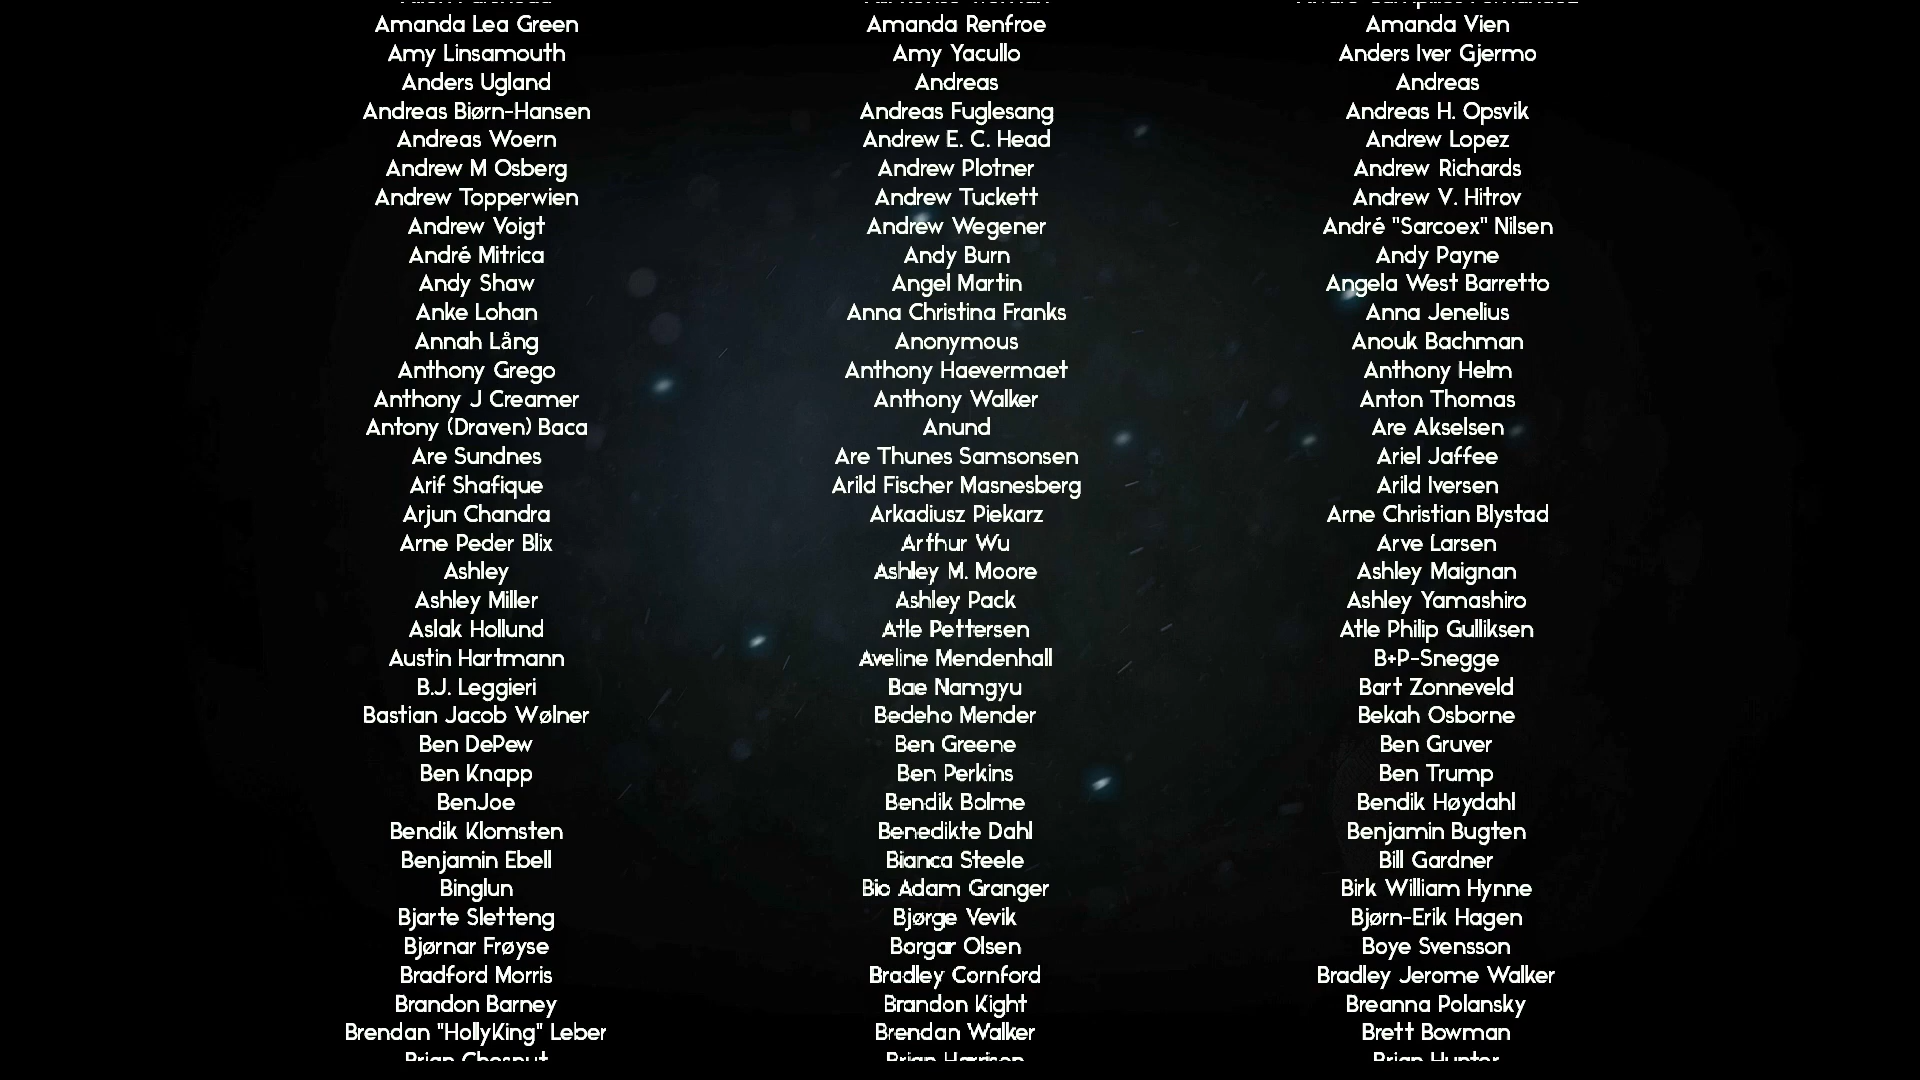 Amanda Lea Green Amanda Renfroe Amanda Vien
Amy Linsamouth Amy Yacullo Anders Iver Gjermo
Anders Ugland Andreas Andreas
Andreas Biørn-Hansen Andreas Fuglesang Andreas H. Opsvik
Andreas Woern Andrew E. C. Head Andrew Lopez
Andrew M Osberg Andrew Plotner Andrew Richards
Andrew Topperwien Andrew Tuckett Andrew V. Hitrov
Andrew Voigt Andrew Wegener André "Sarcoex" Nilsen
André Mitrica Andy Burn Andy Payne
Andy Shaw Angel Martin Angela West Barretto
Anke Lohan Anna Christina Franks Anna Jenelius
Annah Lång Anonymous Anouk Bachman
Anthony Grego Anthony Haevermaet Anthony Helm
Anthony J Creamer Anthony Walker Anton Thomas
Antony (Draven) Baca Anund Are Akselsen
Are Sundnes Are Thunes Samsonsen Ariel Jaffee
Arif Shafique Arild Fischer Masnesberg Arild Iversen
Arjun Chandra Arkadiusz Piekarz Arne Christian Blystad
Arne Peder Blix Arthur Wu Arve Larsen
Ashley Ashley M. Moore Ashley Maignan
Ashley Miller Ashley Pack Ashley Yamashiro
Aslak Hollund Atle Pettersen Atle Philip Gulliksen
Austin Hartmann Aveline Mendenhall B+P-Snegge
B.J. Leggieri Bae Namgyu Bart Zonneveld
Bastian Jacob Wølner Bedeho Mender Bekah Osborne
Ben DePew Ben Greene Ben Gruver
Ben Knapp Ben Perkins Ben Trump
BenJoe Bendik Bolme Bendik Høydahl
Bendik Klomsten Benedikte Dahl Benjamin Bugten
Benjamin Ebell Bianca Steele Bill Gardner
Binglun Bio Adam Granger Birk William Hynne
Bjarte Sletteng Bjørge Vevik Bjørn-Erik Hagen
Bjørnar Frøyse Borgar Olsen Boye Svensson
Bradford Morris Bradley Cornford Bradley Jerome Walker
Brandon Barney Brandon Kight Breanna Polansky
Brendan "HollyKing" Leber Brendan Walker Brett Bowman
Brian Chesnut Brian Harrison Brian Hunter